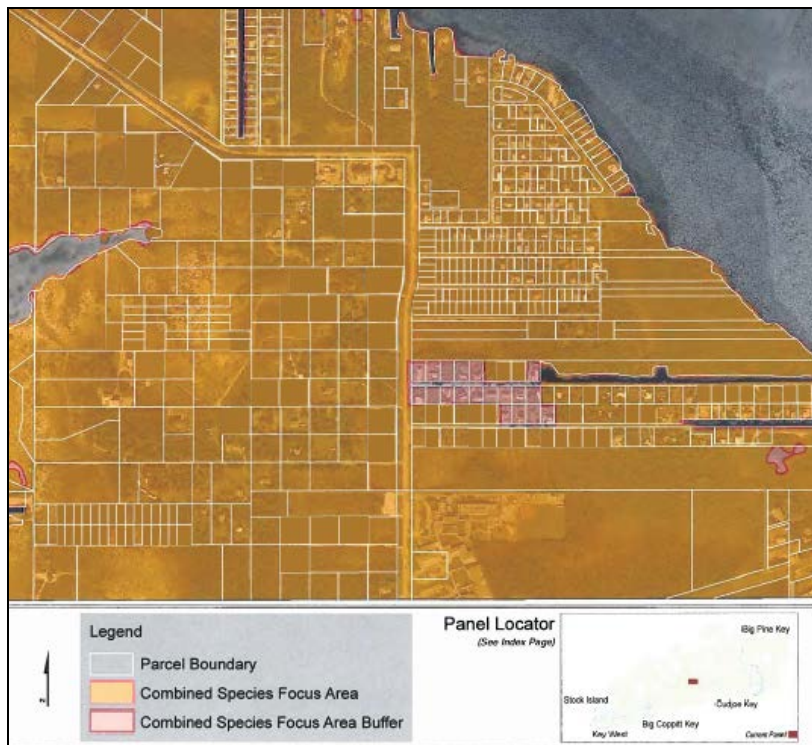 Legend
Parcel Boundary
Combined Species Focus Area
Combined Species Focus Area Buffer
Panel Locator
(See Index Page)
Big Pine Key
Stock Island
Cudjoe Key
Big Coppitt Key
Key West
Current Panel